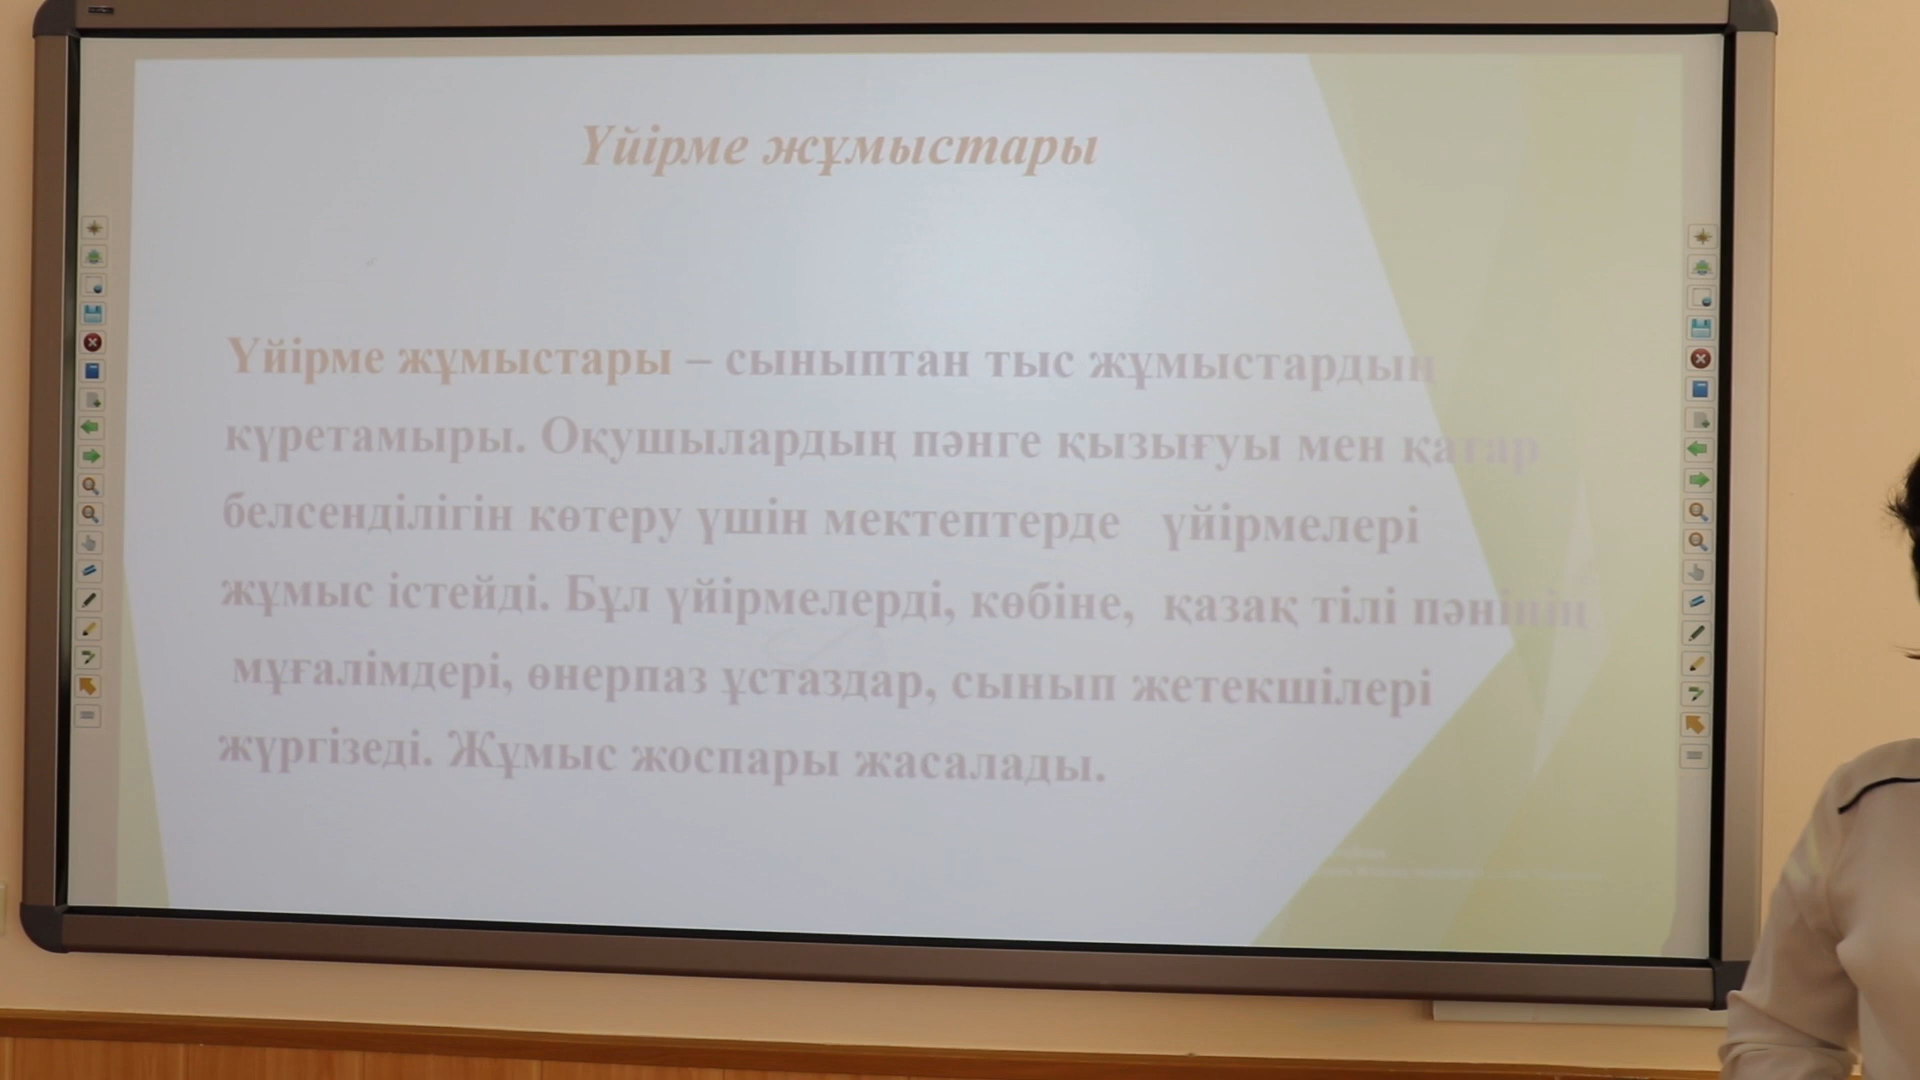 Үйірме жұмыстары
Үйірме жұмыстары – сыныптан тыс жұмыстардың
күретамыры. Оқушылардың пәнге қызығуы мен қатар
белсенділігін көтеру үшін мектептерде үйірмелері
жұмыс істейді. Бұл үйірмелерді, көбіне, қазақ тілі пәнінің
мұғалімдері, өнерпаз ұстаздар, сынып жетекшілері
жүргізеді. Жұмыс жоспары жасалады.